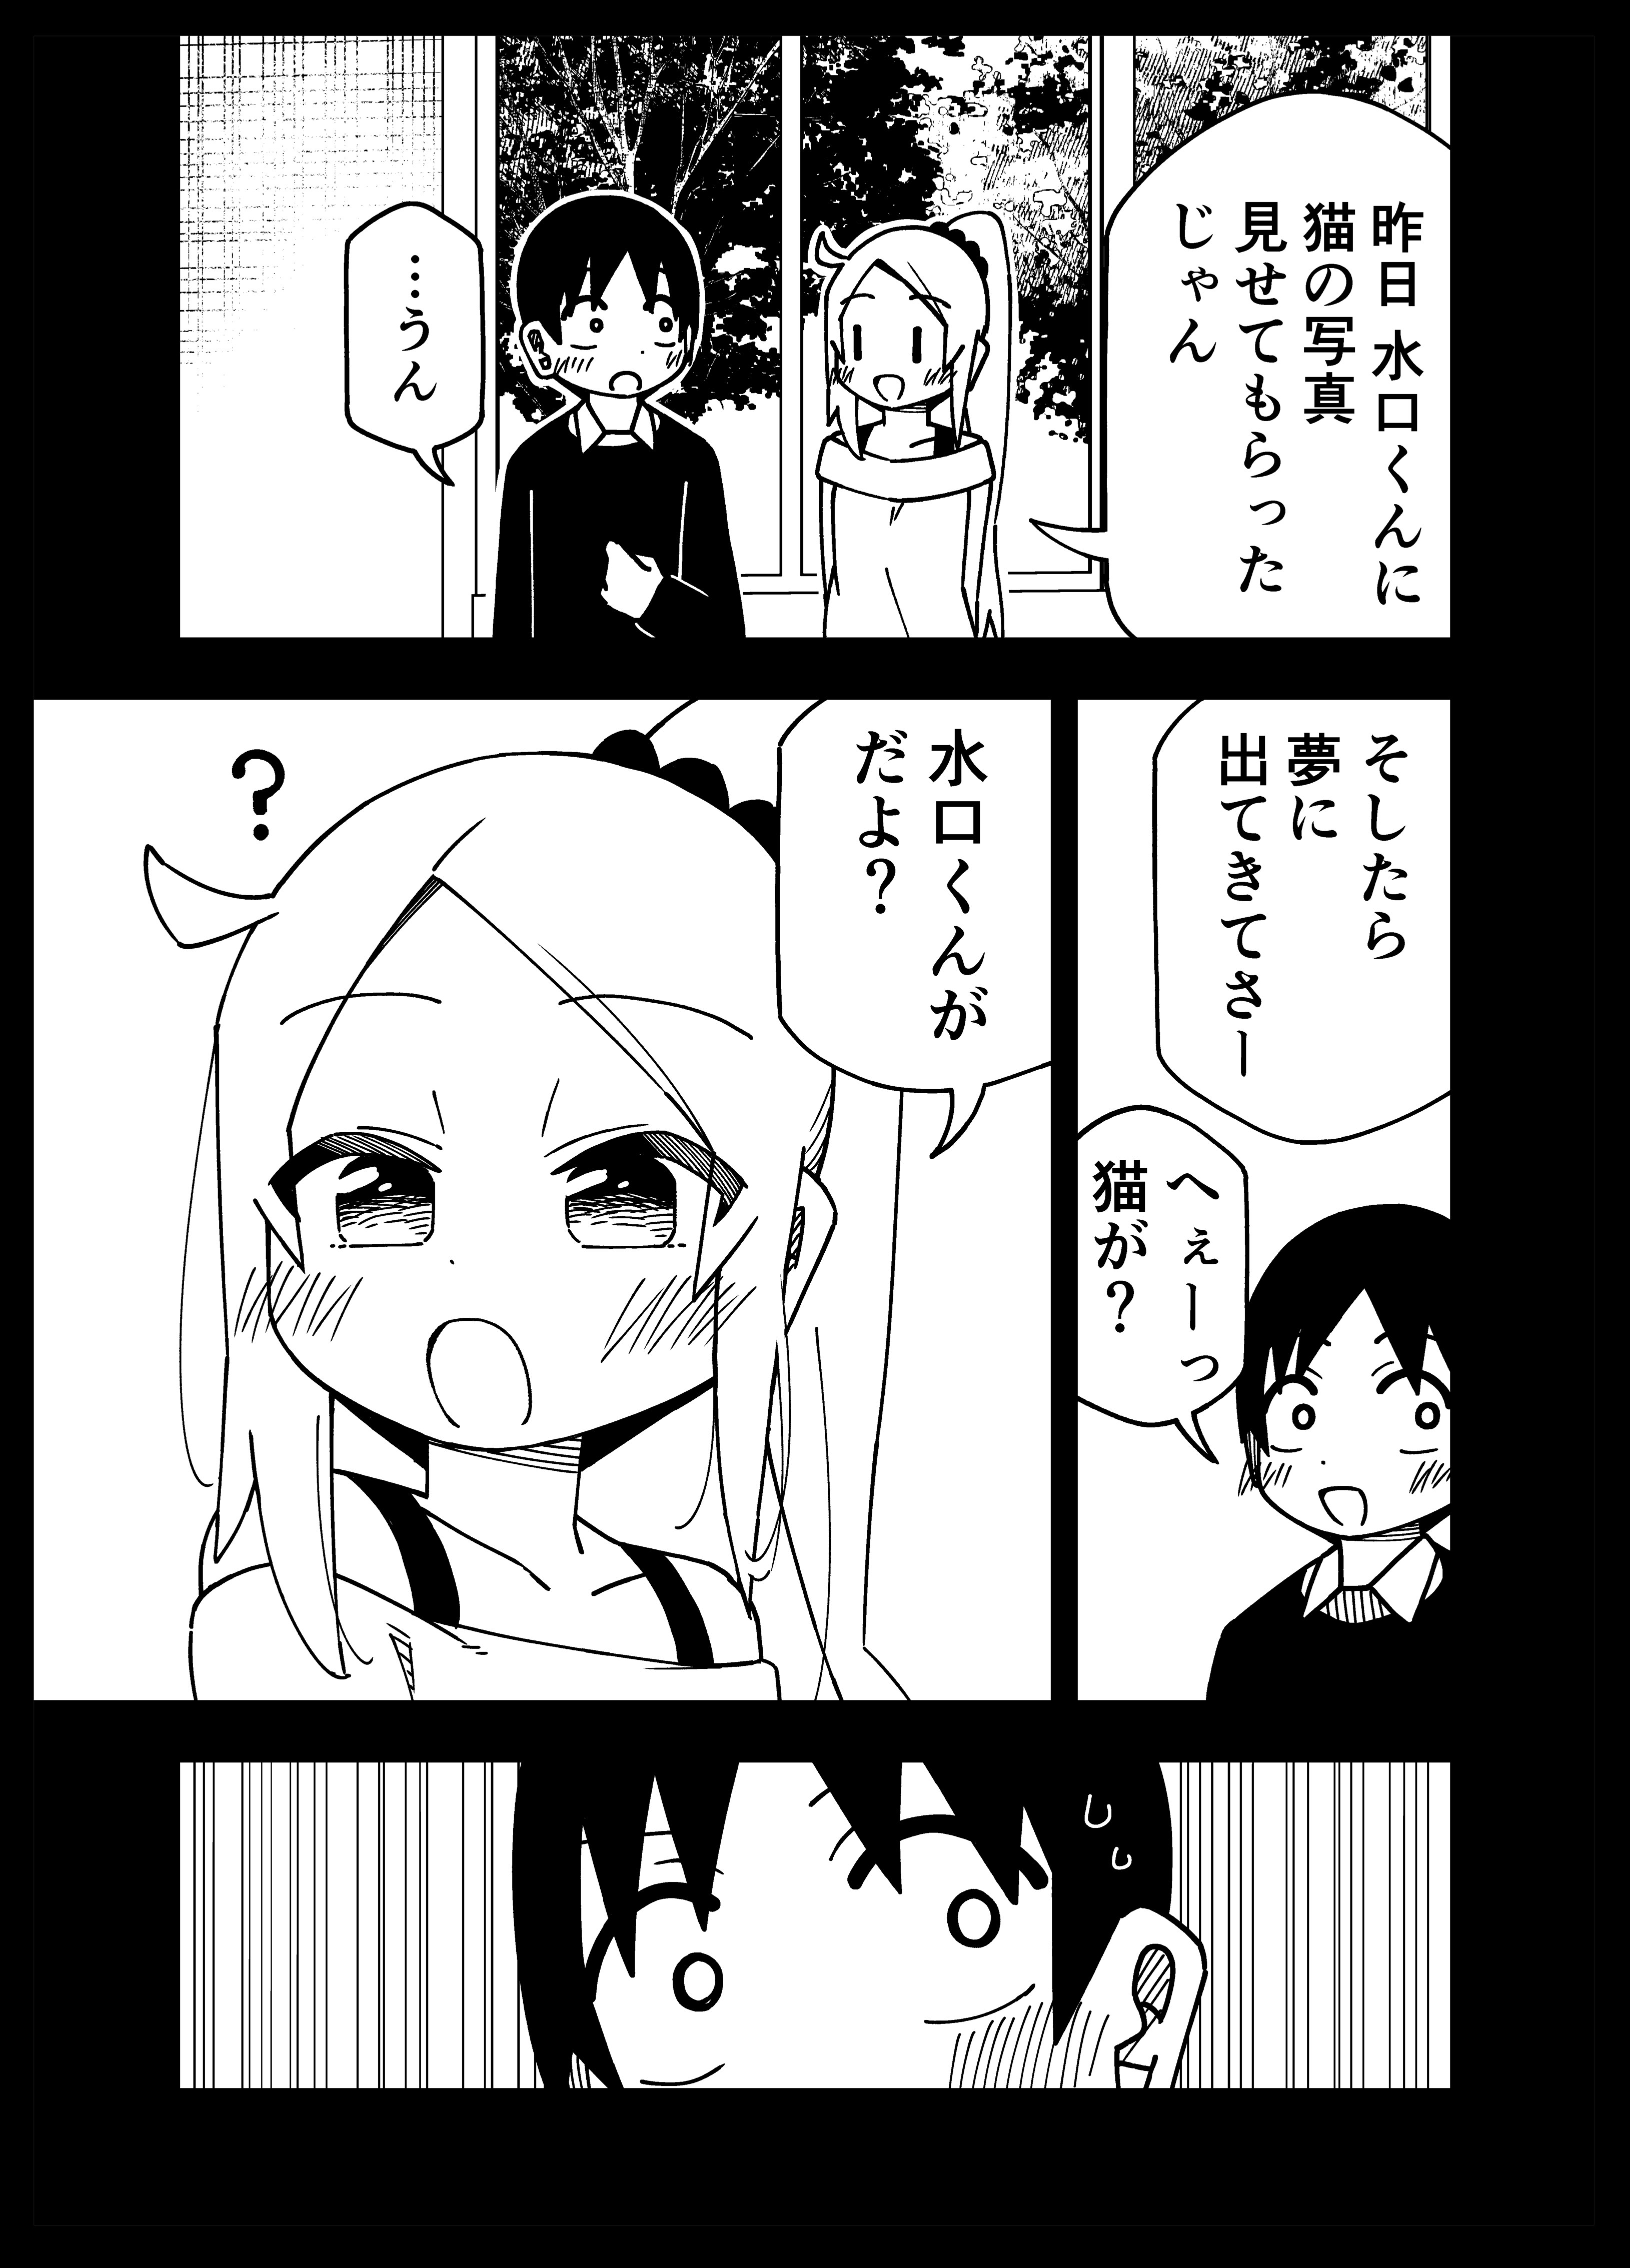 昨日 水口くんに
猫の写真
見せてもらった
じゃん
…うん
そしたら
夢に
出てきてさー
へぇーっ
猫が?
水口くんが
だよ?
?